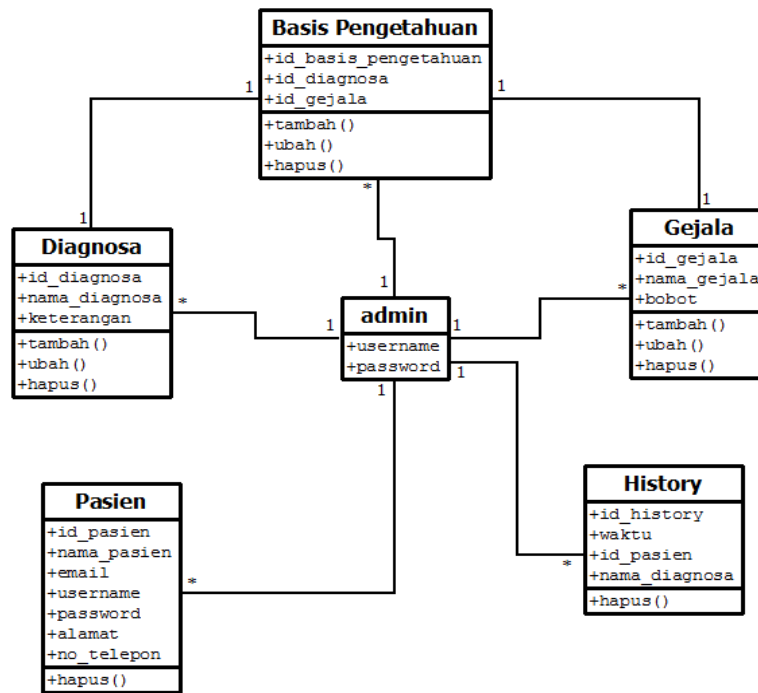 Basis Pengetahuan
+id_basis_pengetahuan
+id_diagnosa
+id_gejala
+tambah()
+ubah()
+hapus()
1
1
*
1
1
Diagnosa
+id_diagnosa
+nama_diagnosa
+keterangan
+tambah()
+ubah()
+hapus()
*
1
1
admin
+username
+password
1
1
1
*
Gejala
+id_gejala
+nama_gejala
+bobot
+tambah()
+ubah()
+hapus()
Pasien
+id_pasien
+nama_pasien
+email
+username
+password
+alamat
+no_telepon
+hapus()
*
*
History
+id_history
+waktu
+id_pasien
+nama_diagnosa
+hapus()